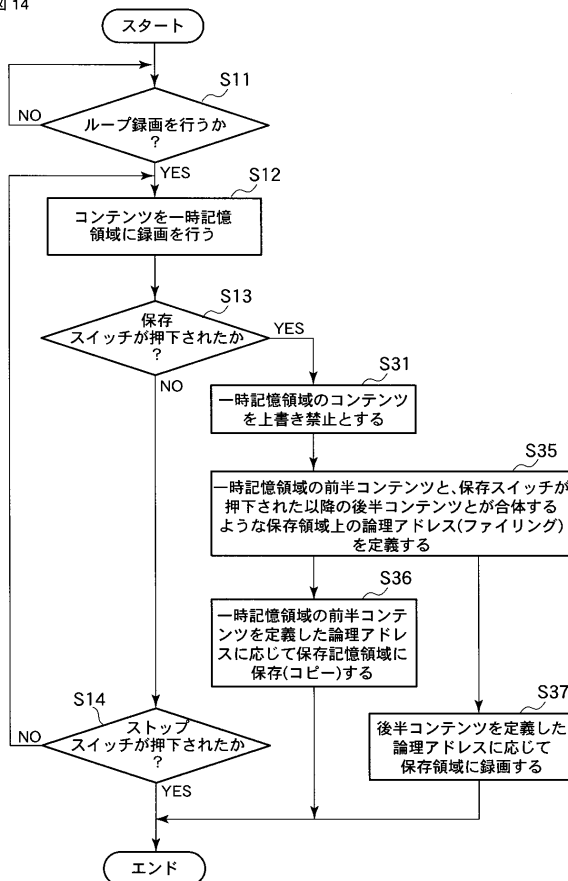 図 14
スタート
S11
ループ録画を行うか
?
NO
YES
S12
コンテンツを一時記憶
領域に録画を行う
S13
保存
スイッチが押下されたか
?
YES
NO
S31
一時記憶領域のコンテンツ
を上書き禁止とする
S35
一時記憶領域の前半コンテンツと、保存スイッチが
押下された以降の後半コンテンツとが合体する
ような保存領域上の論理アドレス(ファイリング)
を定義する
S36
一時記憶領域の前半コンテ
ンツを定義した論理アドレ
スに応じて保存記憶領域に
保存(コピー)する
S37
後半コンテンツを定義した
論理アドレスに応じて
保存領域に録画する
S14
ストップ
スイッチが押下されたか
?
NO
YES
エンド